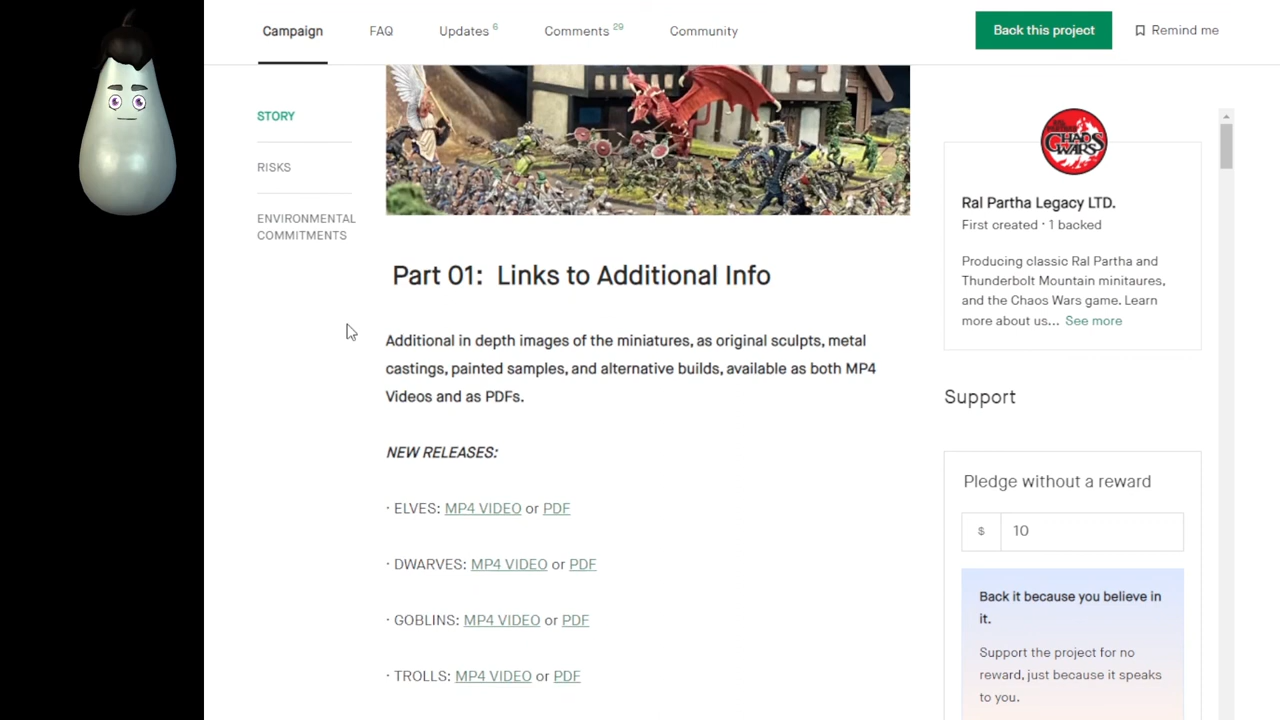 Campaign
FAQ
Updates 6
Comments 29
Community
Back this project
Remind me
STORY
RISKS
ENVIRONMENTAL
COMMITMENTS
Part 01: Links to Additional Info
Additional in depth images of the miniatures, as original sculpts, metal
castings, painted samples, and alternative builds, available as both MP4
Videos and as PDFs.
NEW RELEASES:
· ELVES: MP4 VIDEO or PDF
· DWARVES: MP4 VIDEO or PDF
· GOBLINS: MP4 VIDEO or PDF
· TROLLS: MP4 VIDEO or PDF
CHAOS
WARS
Ral Partha Legacy LTD.
First created · 1 backed
Producing classic Ral Partha and
Thunderbolt Mountain minitaures,
and the Chaos Wars game. Learn
more about us... See more
Support
Pledge without a reward
$ 10
Back it because you believe in
it.
Support the project for no
reward, just because it speaks
to you.